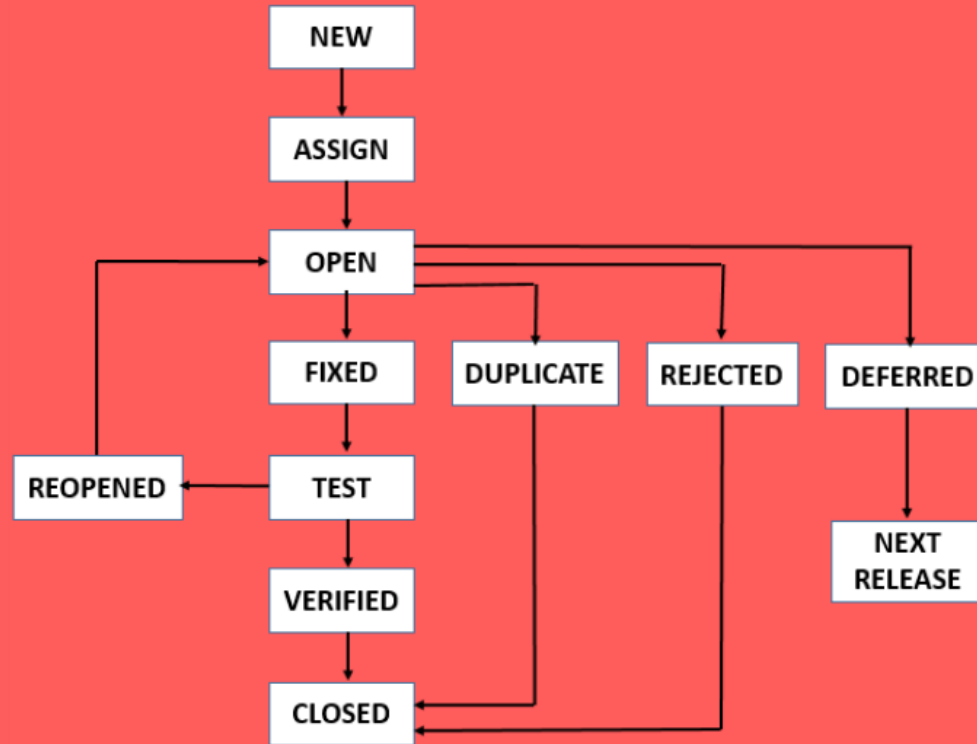 NEW
ASSIGN
OPEN
FIXED
DUPLICATE
REJECTED
DEFERRED
REOPENED
TEST
NEXT
RELEASE
VERIFIED
CLOSED